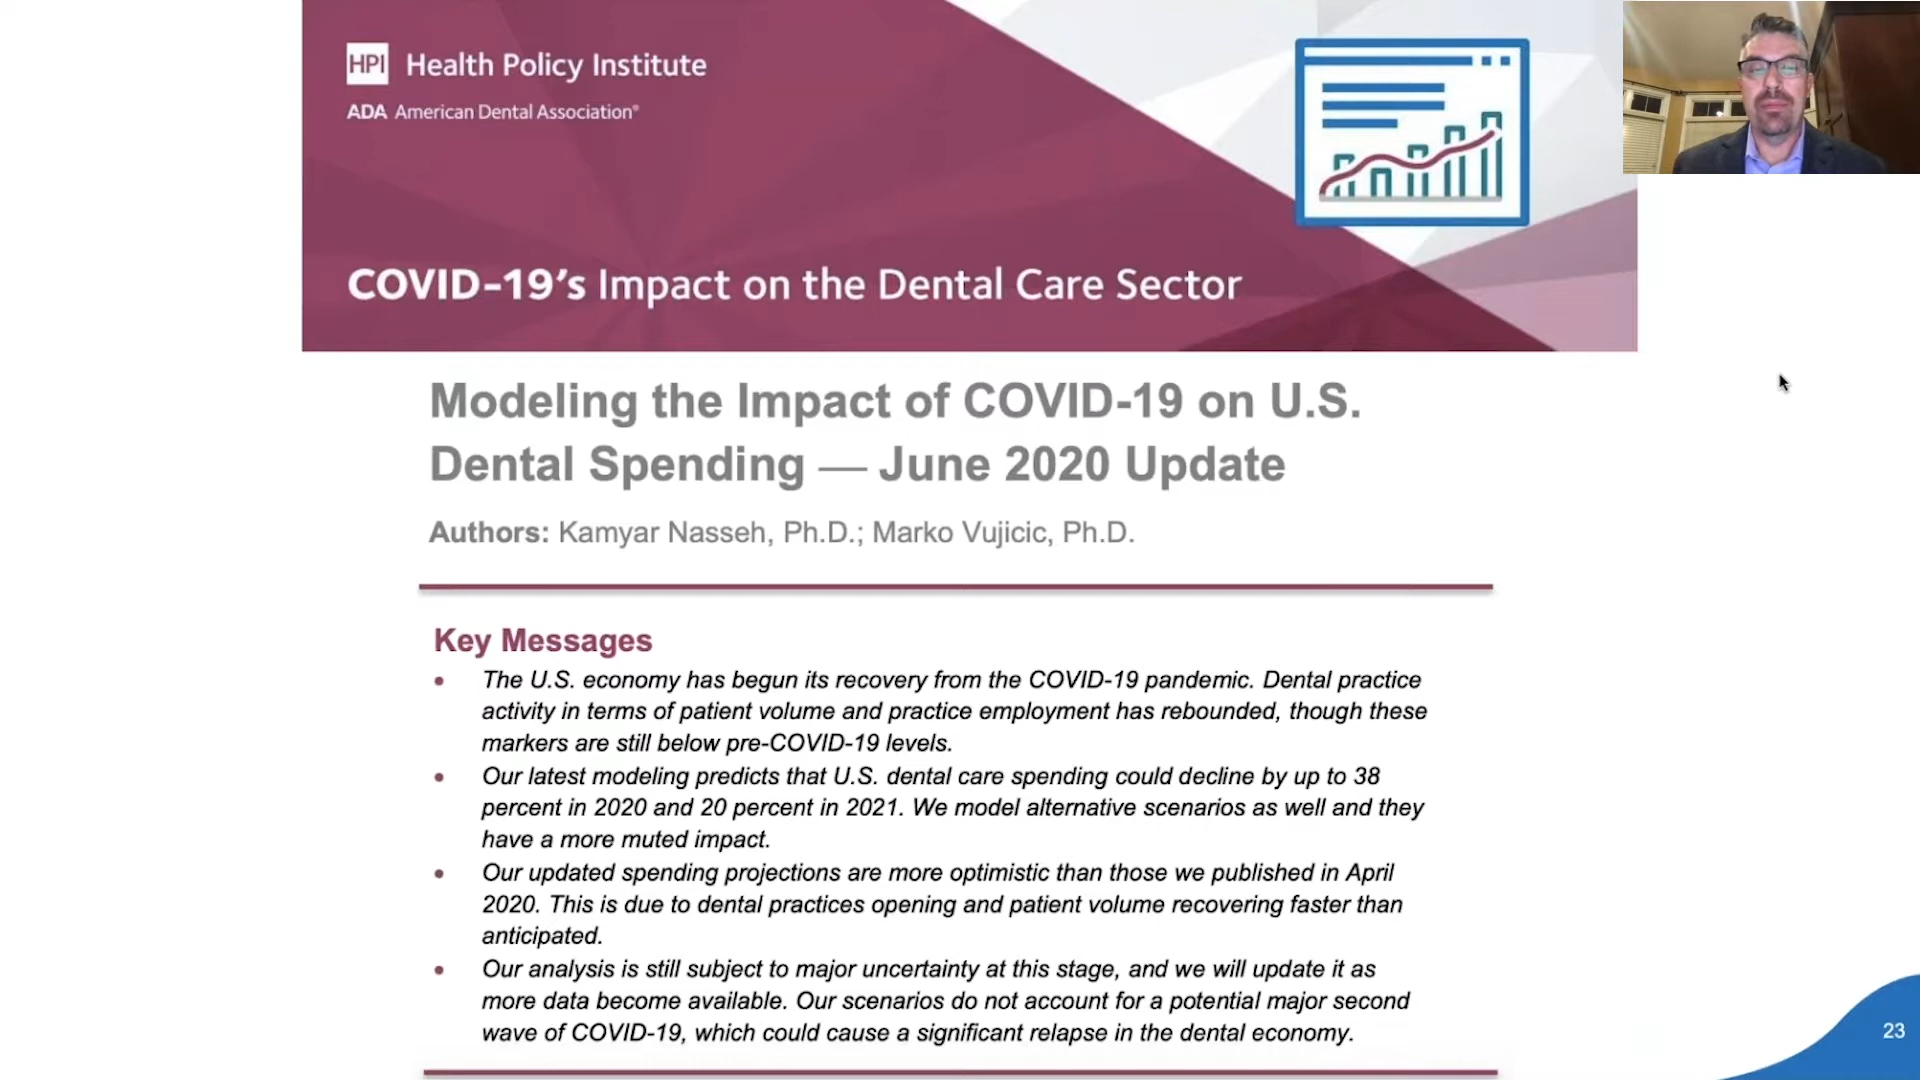 HPI Health Policy Institute
ADA American Dental Association®
COVID-19's Impact on the Dental Care Sector
Modeling the Impact of COVID-19 on U.S.
Dental Spending — June 2020 Update
Authors: Kamyar Nasseh, Ph.D.; Marko Vujicic, Ph.D.
Key Messages
• The U.S. economy has begun its recovery from the COVID-19 pandemic. Dental practice
activity in terms of patient volume and practice employment has rebounded, though these
markers are still below pre-COVID-19 levels.
• Our latest modeling predicts that U.S. dental care spending could decline by up to 38
percent in 2020 and 20 percent in 2021. We model alternative scenarios as well and they
have a more muted impact.
• Our updated spending projections are more optimistic than those we published in April
2020. This is due to dental practices opening and patient volume recovering faster than
anticipated.
• Our analysis is still subject to major uncertainty at this stage, and we will update it as
more data become available. Our scenarios do not account for a potential major second
wave of COVID-19, which could cause a significant relapse in the dental economy.
23